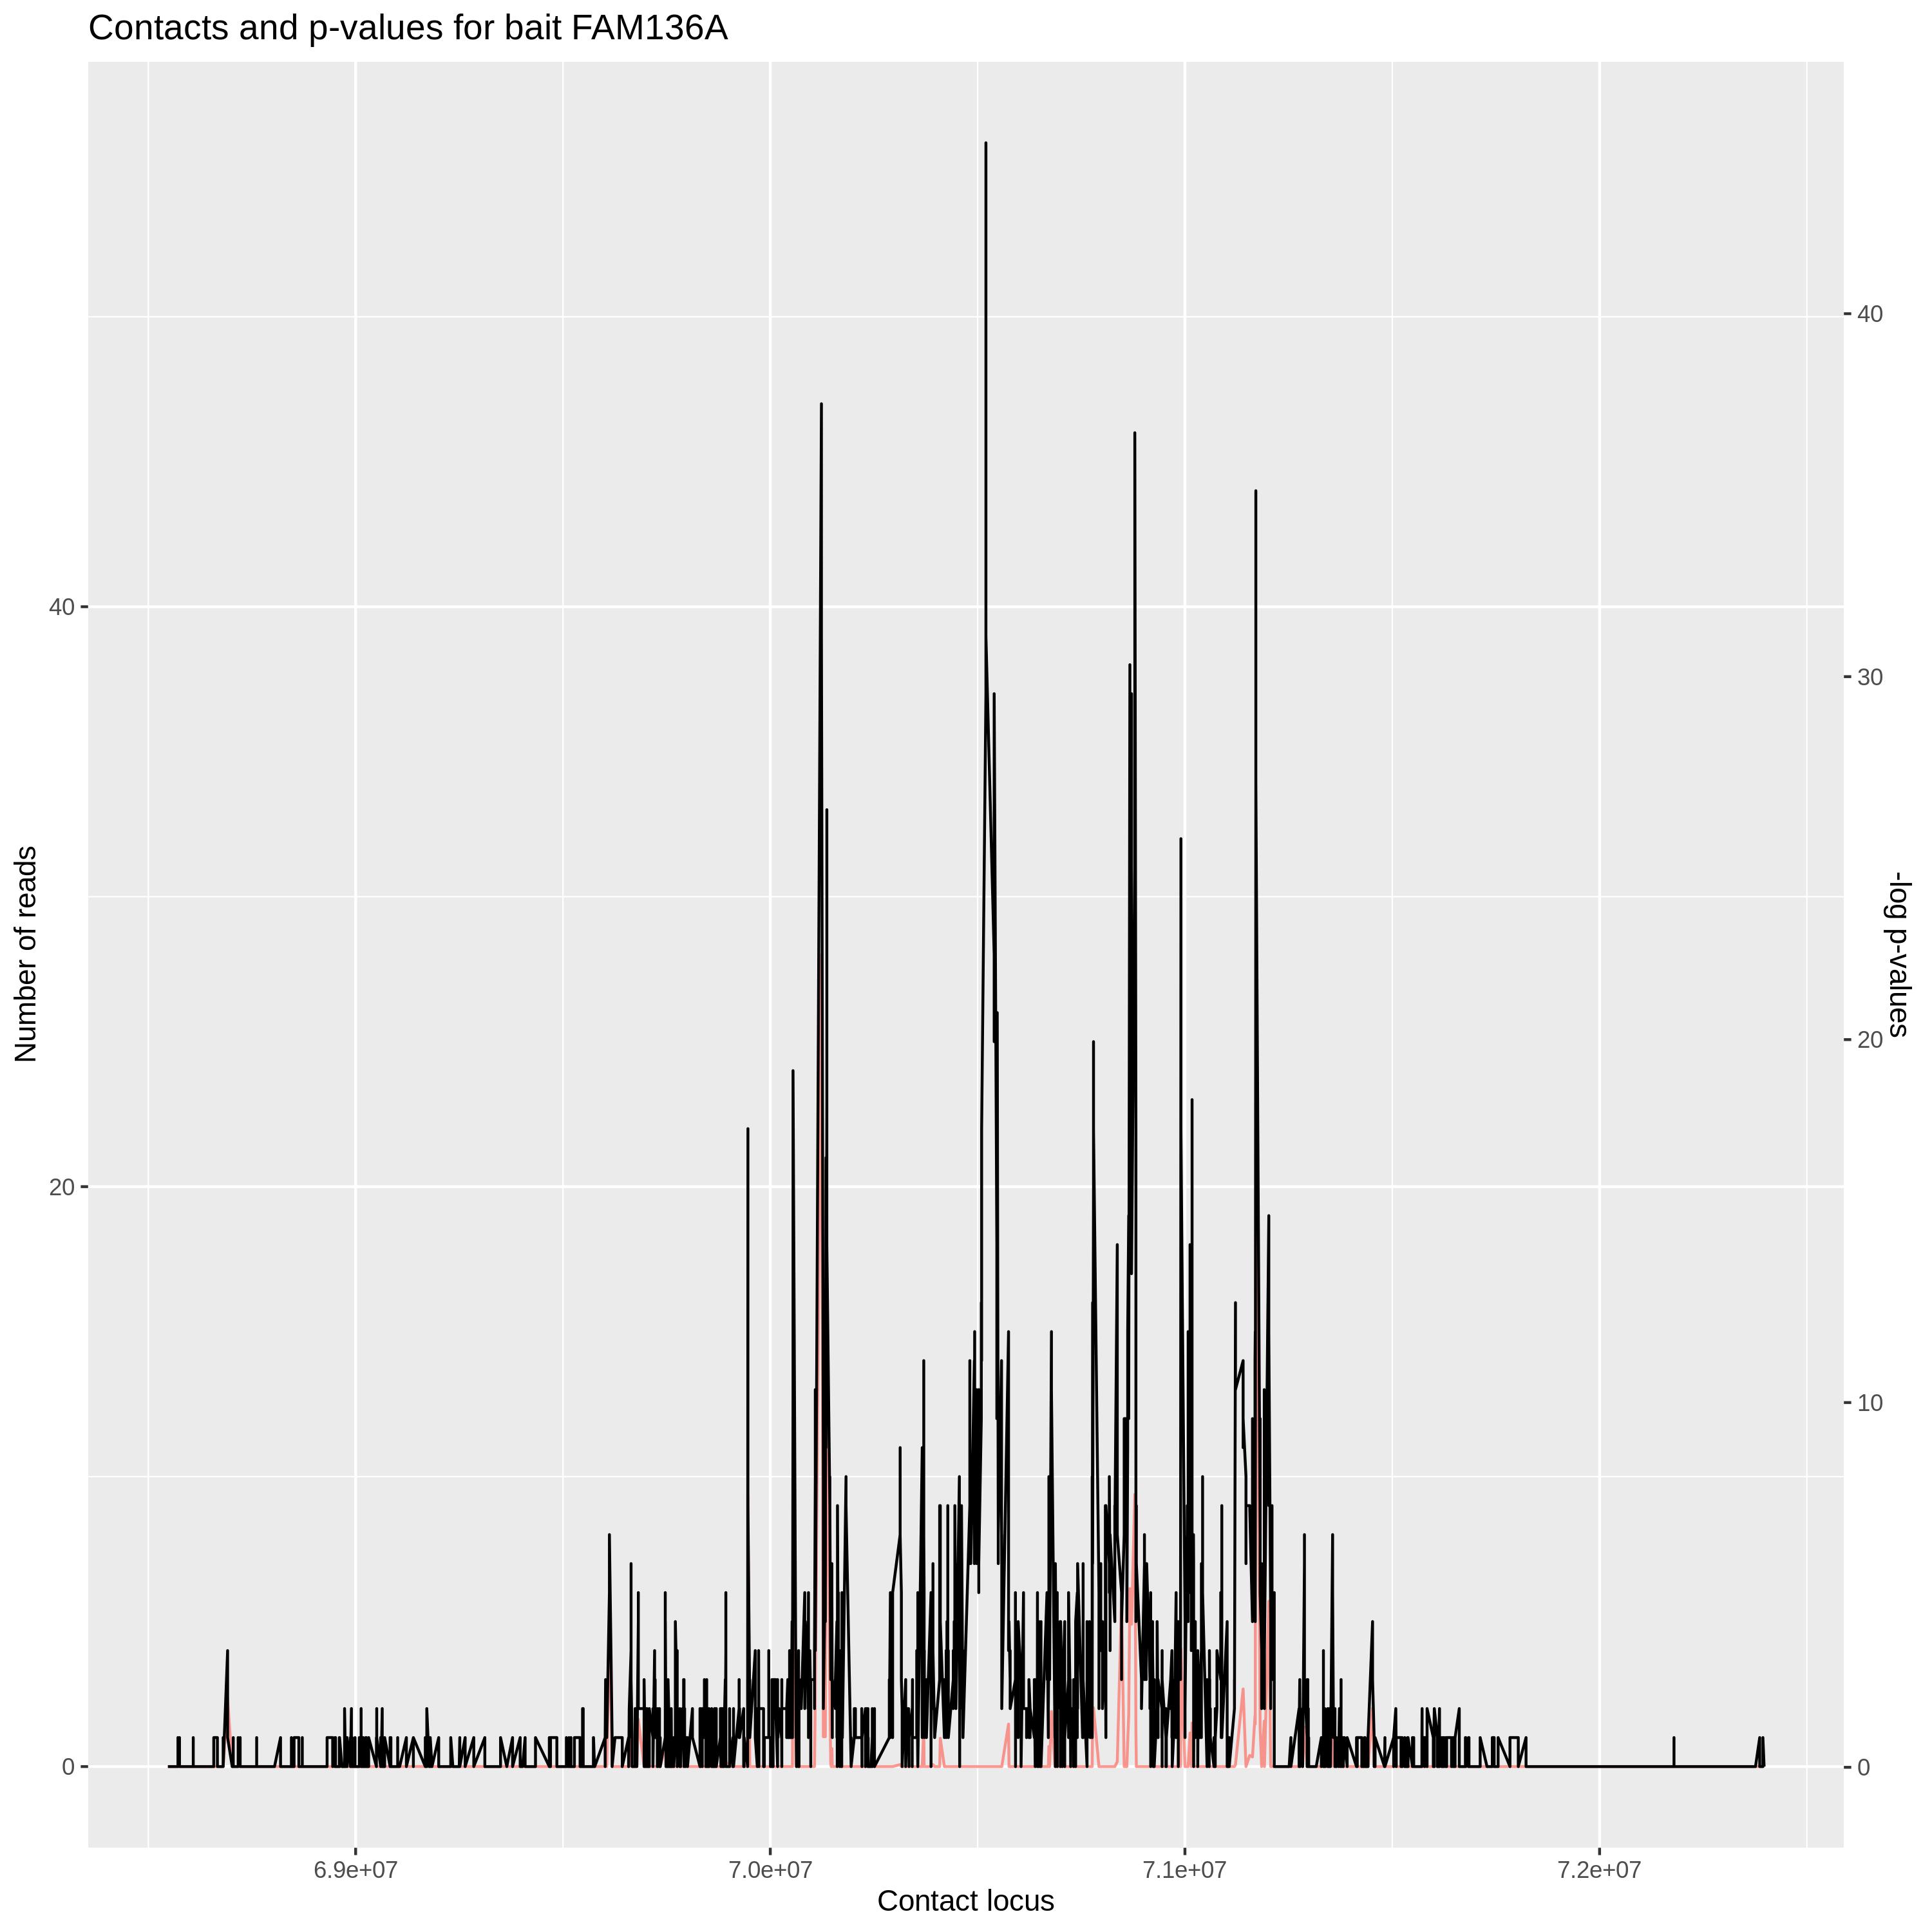 Contacts and p-values for bait FAM136A
Number of reads
40
20
0
40
30
20
10
0
-log p-values
6.9e+07 7.0e+07 7.1e+07 7.2e+07
Contact locus